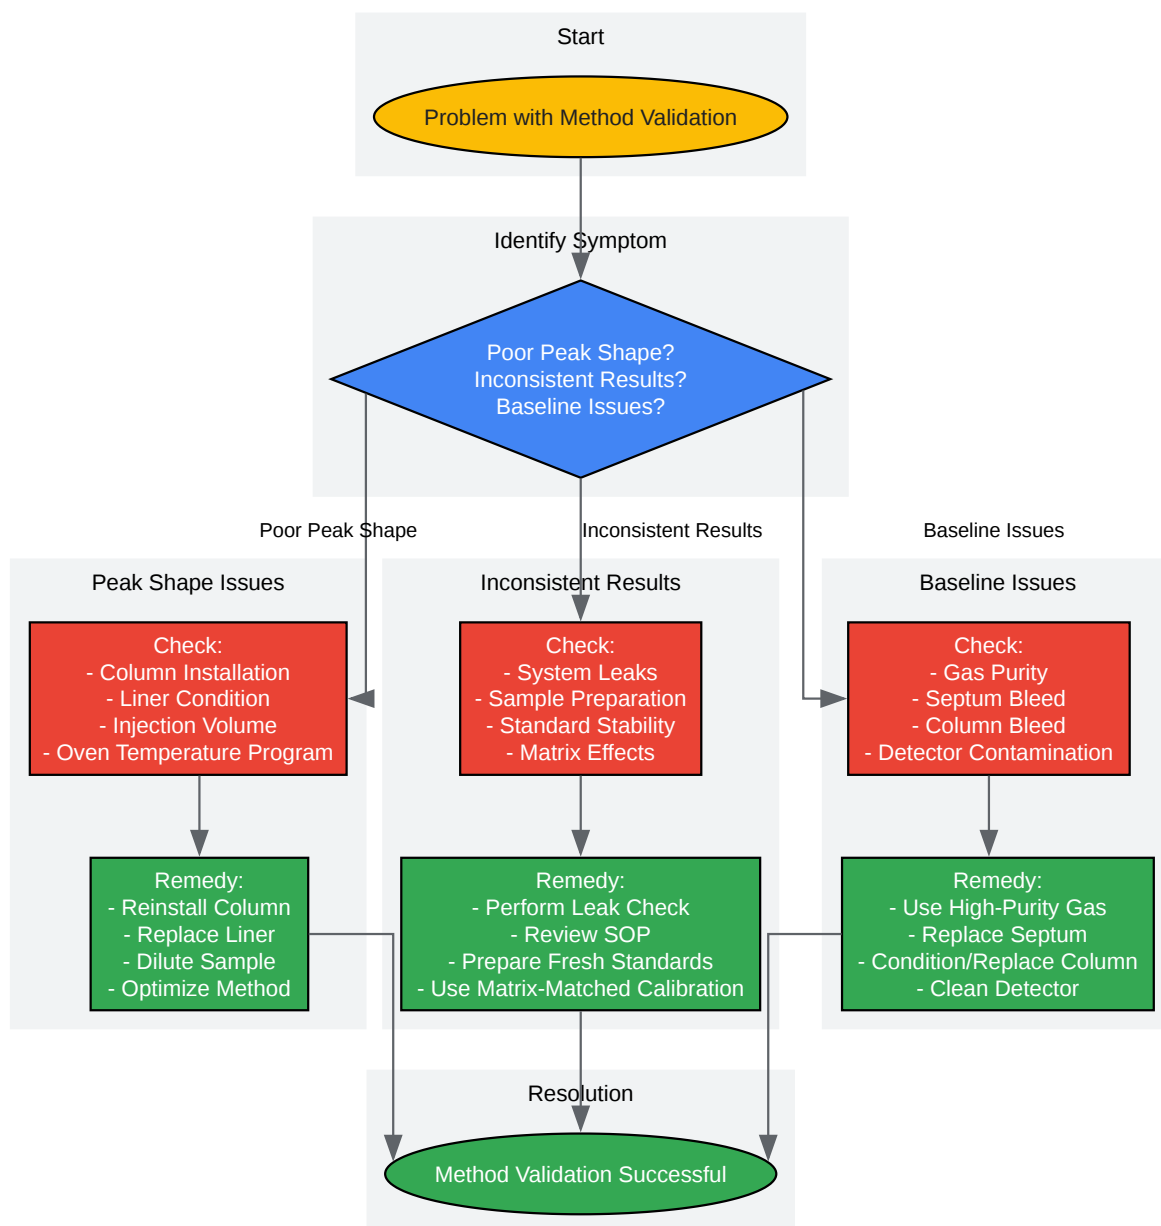 Start
Problem with Method Validation
Identify Symptom
Poor Peak Shape?
Inconsistent Results?
Baseline Issues?
Poor Peak Shape
Inconsistent Results
Baseline Issues
Peak Shape Issues
Check:
- Column Installation
- Liner Condition
- Injection Volume
- Oven Temperature Program
Remedy:
- Reinstall Column
- Replace Liner
- Dilute Sample
- Optimize Method
Inconsistent Results
Check:
- System Leaks
- Sample Preparation
- Standard Stability
- Matrix Effects
Remedy:
- Perform Leak Check
- Review SOP
- Prepare Fresh Standards
- Use Matrix-Matched Calibration
Baseline Issues
Check:
- Gas Purity
- Septum Bleed
- Column Bleed
- Detector Contamination
Remedy:
- Use High-Purity Gas
- Replace Septum
- Condition/Replace Column
- Clean Detector
Resolution
Method Validation Successful